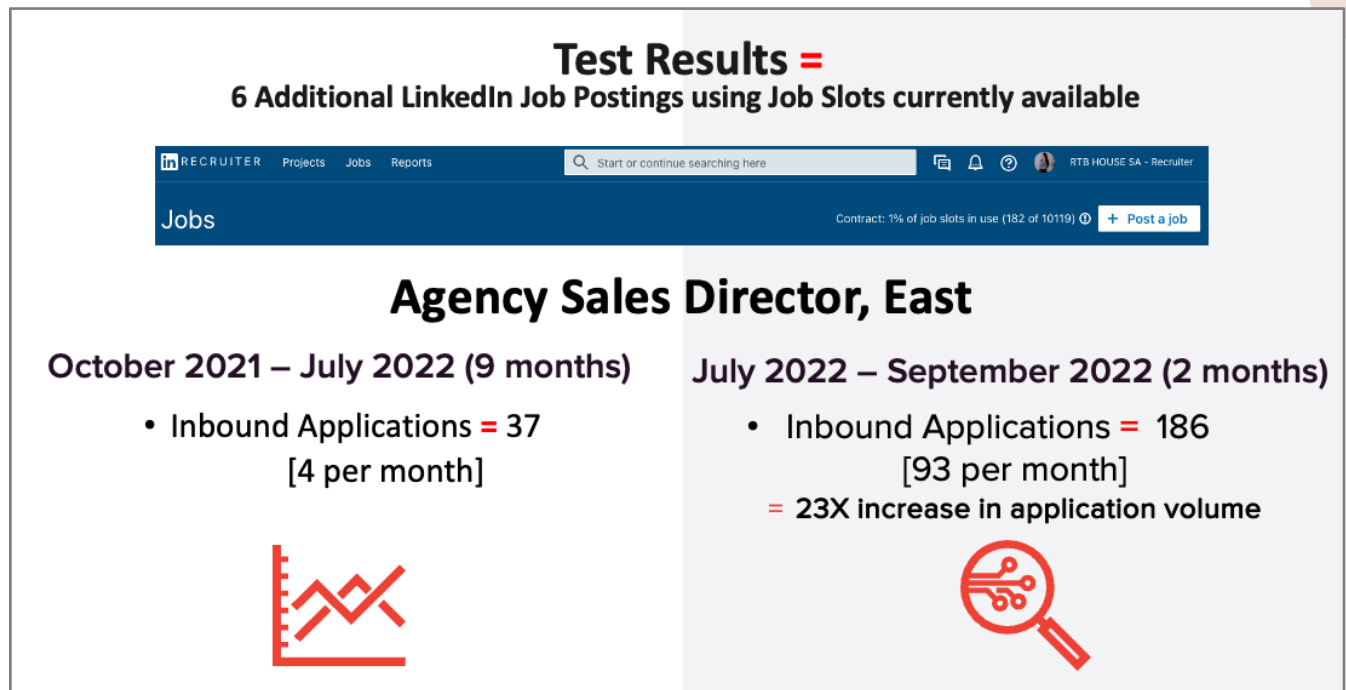 Test Results =
6 Additional LinkedIn Job Postings using Job Slots currently available
in RECRUITER Projects Jobs Reports Start or continue searching here RTB HOUSE SA - Recruiter
Jobs Contract: 1% of job slots in use (182 of 10119) + Post a job
Agency Sales Director, East
October 2021 – July 2022 (9 months)
• Inbound Applications = 37
[4 per month]
July 2022 – September 2022 (2 months)
• Inbound Applications = 186
[93 per month]
= 23X increase in application volume